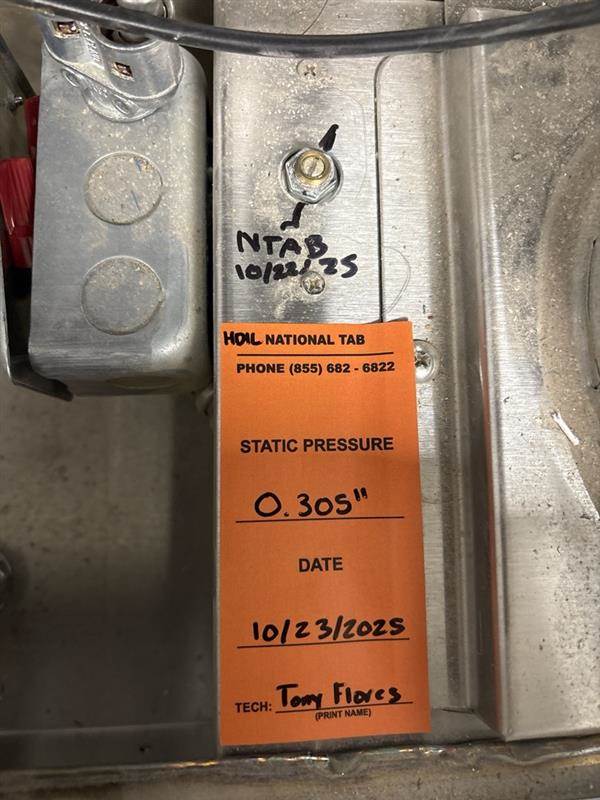 NTAB
10/22/25
HD1L NATIONAL TAB
PHONE (855) 682 - 6822
STATIC PRESSURE
0.305"
DATE
10/23/2025
TECH: Tony Flores
(PRINT NAME)